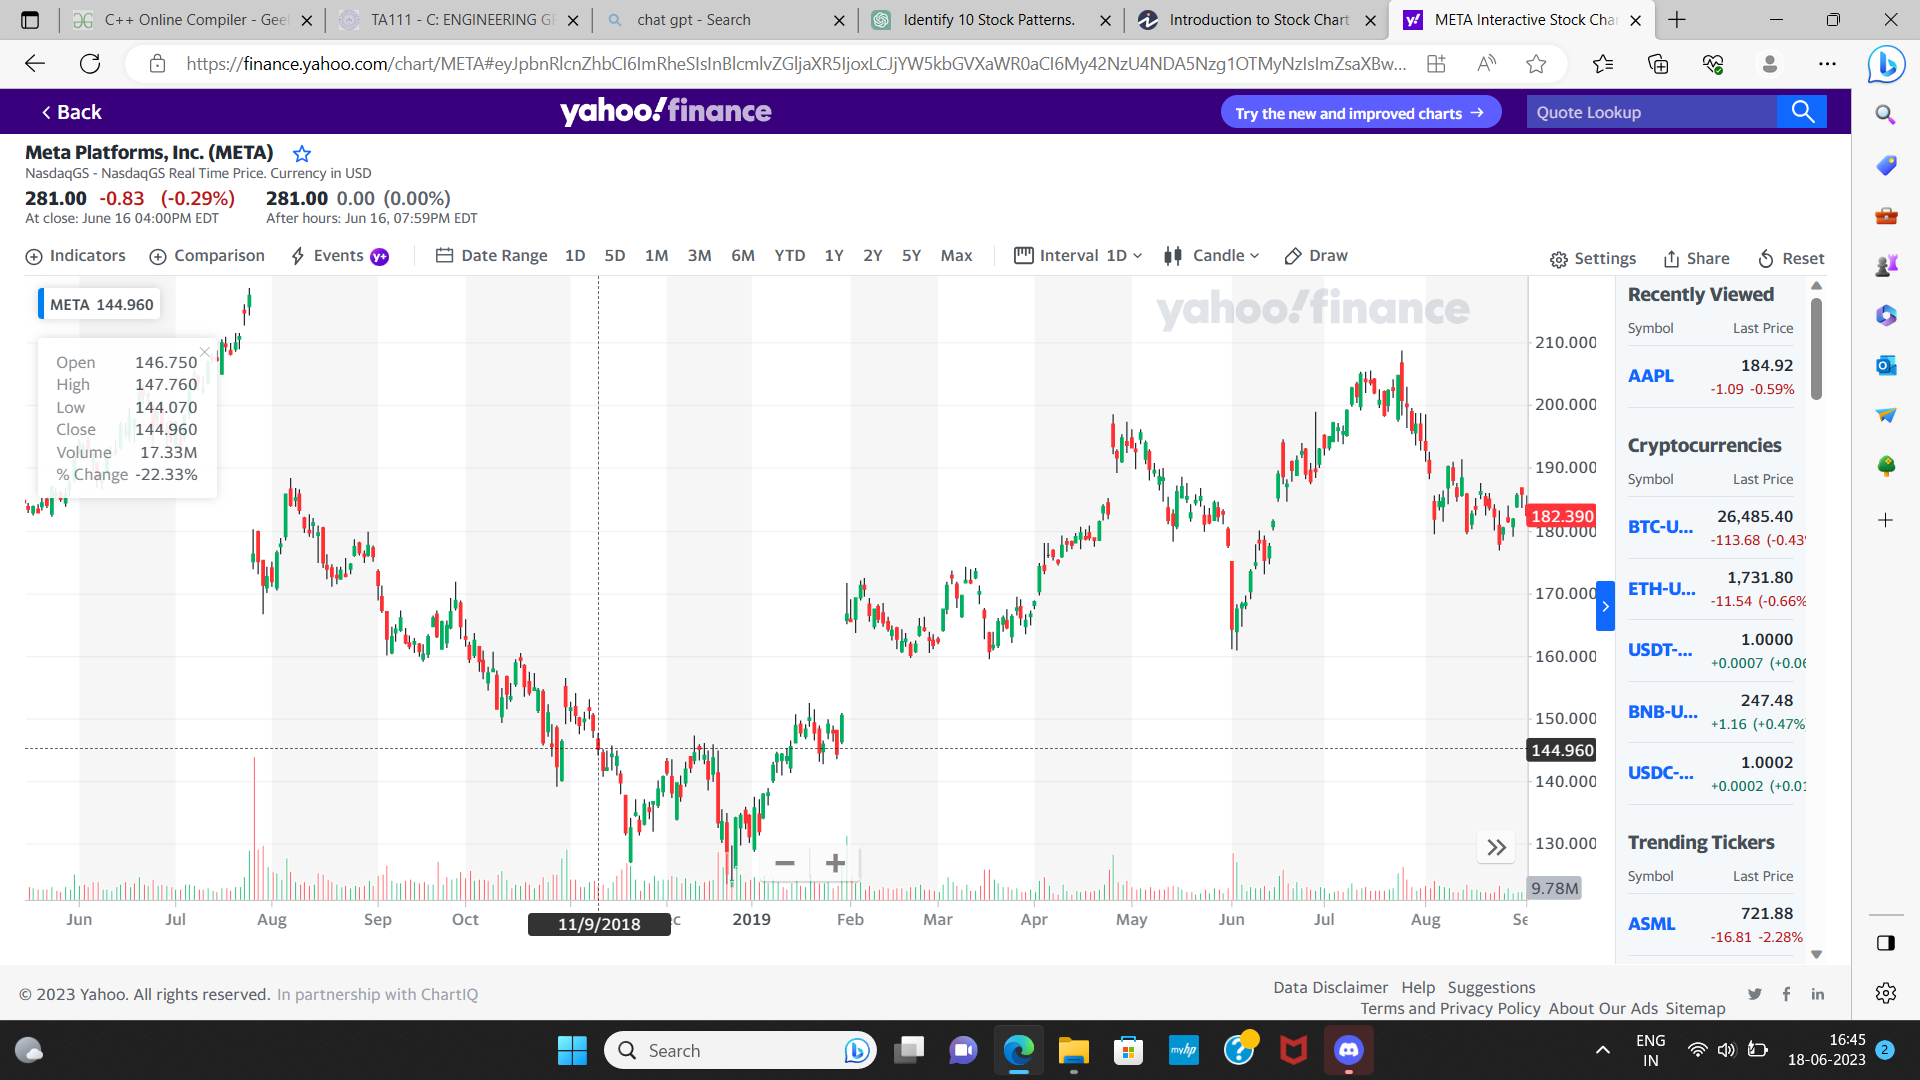 C++ Online Compiler - Gee
TA111 - C: ENGINEERING GR
chat gpt - Search
Identify 10 Stock Patterns.
Introduction to Stock Chart
META Interactive Stock Char
https://finance.yahoo.com/chart/META#
Back
yahoo!finance
Try the new and improved charts
Quote Lookup
Meta Platforms, Inc. (META)
NasdaqGS - NasdaqGS Real Time Price. Currency in USD
281.00 -0.83 (-0.29%)
At close: June 16 04:00PM EDT
281.00 0.00 (0.00%)
After hours: Jun 16, 07:59PM EDT
Indicators
Comparison
Events y+
Date Range 1D 5D 1M 3M 6M YTD 1Y 2Y 5Y Max
Interval 1D
Candle
Draw
Settings
Share
Reset
META 144.960
Open 146.750
High 147.760
Low 144.070
Close 144.960
Volume 17.33M
% Change -22.33%
yahoo!finance
210.000
200.000
190.000
182.390
180.000
170.000
160.000
150.000
144.960
140.000
130.000
9.78M
Jun Jul Aug Sep Oct 11/9/2018 2019 Feb Mar Apr May Jun Jul Aug Se
Recently Viewed
Symbol Last Price
AAPL 184.92
-1.09 -0.59%
Cryptocurrencies
Symbol Last Price
BTC-U... 26,485.40
-113.68 (-0.43
ETH-U... 1,731.80
-11.54 (-0.66%
USDT-... 1.0000
+0.0007 (+0.06
BNB-U... 247.48
+1.16 (+0.47%
USDC-... 1.0002
+0.0002 (+0.01
Trending Tickers
Symbol Last Price
ASML 721.88
-16.81 -2.28%
© 2023 Yahoo. All rights reserved. In partnership with ChartIQ
Data Disclaimer Help Suggestions
Terms and Privacy Policy About Our Ads Sitemap
Search
myhp
ENG
IN
16:45
18-06-2023
2